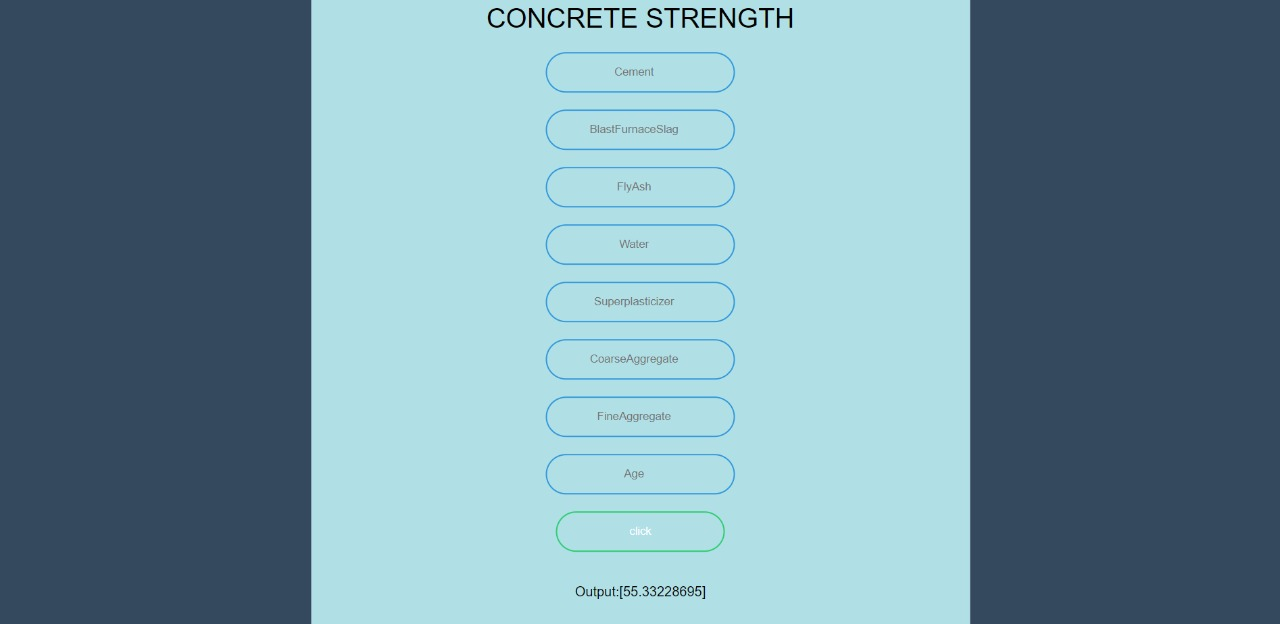 CONCRETE STRENGTH
Cement
BlastFurnaceSlag
FlyAsh
Water
Superplasticizer
CoarseAggregate
FineAggregate
Age
click
Output:[55.33228695]